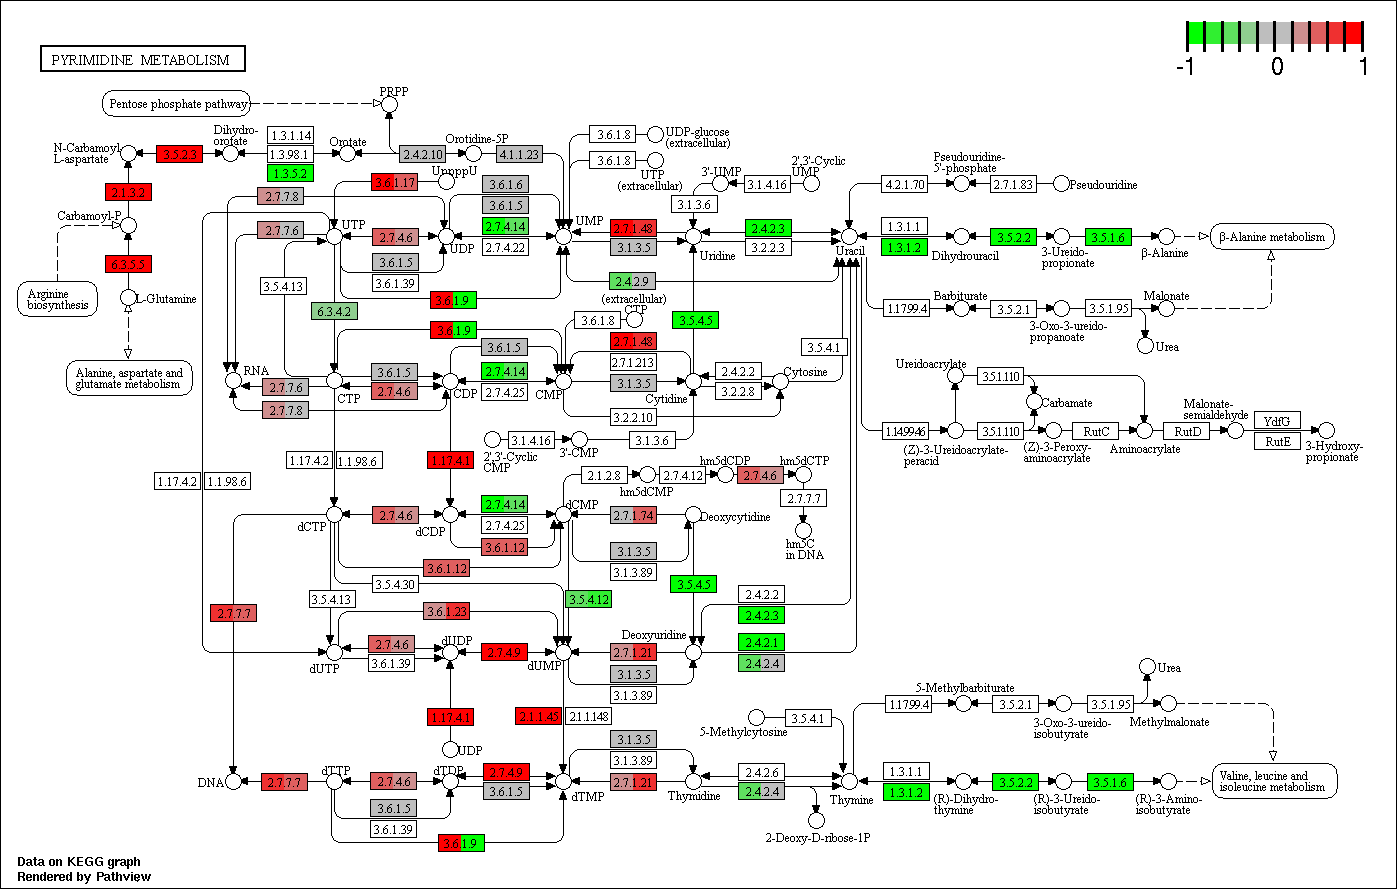 PYRIMIDINE METABOLISM
-1
0
1
Pentose phosphate pathway
PRPP
N-Carbamoyl-
L-aspartate
3.5.2.3
Dihydro-
orotate
1.3.1.14
1.3.98.1
1.3.5.2
Orotate
2.4.2.10
Orotidine-5P
4.1.1.23
3.6.1.8
UDP-glucose
(extracellular)
3.6.1.8
UTP
(extracellular)
3'-UMP
3.1.4.16
2',3'-Cyclic
UMP
3.1.3.6
Pseudouridine-
5'-phosphate
4.2.1.70
2.7.1.83
Pseudouridine
2.1.3.2
Carbamoyl-P
6.3.5.5
L-Glutamine
Arginine
biosynthesis
Alanine, aspartate and
glutamate metabolism
2.7.7.8
2.7.7.6
UTP
3.6.1.17
UppppU
2.7.4.6
3.6.1.5
3.6.1.39
UDP
3.6.1.6
3.6.1.5
2.7.4.14
2.7.4.22
UMP
2.7.1.48
3.1.3.5
Uridine
2.4.2.3
3.2.2.3
Uracil
1.3.1.1
1.3.1.2
Dihydrouracil
3.5.2.2
3-Ureido-
propionate
3.5.1.6
β-Alanine
β-Alanine metabolism
3.5.4.13
6.3.4.2
3.6.1.9
2.4.2.9
(extracellular)
CTP
3.6.1.8
3.5.4.5
3.6.1.9
1.17.99.4
Barbiturate
3.5.2.1
3-Oxo-3-ureido-
propanoate
3.5.1.95
Malonate
Urea
RNA
2.7.7.6
2.7.7.8
CTP
3.6.1.5
2.7.4.6
CDP
3.6.1.5
2.7.4.14
2.7.4.25
CMP
2.7.1.48
2.7.1.213
3.1.3.5
Cytidine
2.4.2.2
3.2.2.8
Cytosine
3.5.4.1
3.2.2.10
2',3'-Cyclic
CMP
3.1.4.16
3'-CMP
3.1.3.6
Ureidoacrylate
3.5.1.110
Carbamate
1.14.99.46
(Z)-3-Ureidoacrylate-
peracid
3.5.1.110
(Z)-3-Peroxy-
aminoacrylate
RutC
Aminoacrylate
RutD
Malonate-
semialdehyde
YdfG
RutE
3-Hydroxy-
propionate
1.17.4.2
1.1.98.6
1.17.4.2
1.1.98.6
1.17.4.1
2.1.2.8
hm5dCMP
2.7.4.12
hm5dCDP
2.7.4.6
hm5dCTP
2.7.7.7
hm5C
in DNA
dCTP
2.7.4.6
dCDP
2.7.4.14
2.7.4.25
3.6.1.12
dCMP
2.7.1.74
Deoxycytidine
3.1.3.5
3.1.3.89
3.6.1.12
3.5.4.30
3.5.4.13
3.5.4.12
3.5.4.5
2.7.7.7
3.6.1.23
dUTP
2.7.4.6
3.6.1.39
dUDP
2.7.4.9
dUMP
Deoxyuridine
2.7.1.21
3.1.3.5
3.1.3.89
2.4.2.2
2.4.2.3
2.4.2.1
2.4.2.4
1.17.4.1
UDP
2.1.1.45
2.1.1.148
5-Methylcytosine
3.5.4.1
5-Methylbarbiturate
1.17.99.4
3.5.2.1
3-Oxo-3-ureido-
isobutyrate
3.5.1.95
Urea
Methylmalonate
DNA
2.7.7.7
dTTP
2.7.4.6
3.6.1.5
3.6.1.39
dTDP
2.7.4.9
3.6.1.5
dTMP
3.1.3.5
3.1.3.89
2.7.1.21
Thymidine
2.4.2.6
2.4.2.4
2-Deoxy-D-ribose-1P
Thymine
1.3.1.1
1.3.1.2
(R)-Dihydro-
thymine
3.5.2.2
(R)-3-Ureido-
isobutyrate
3.5.1.6
(R)-3-Amino-
isobutyrate
Valine, leucine and
isoleucine metabolism
3.6.1.9
Data on KEGG graph
Rendered by Pathview